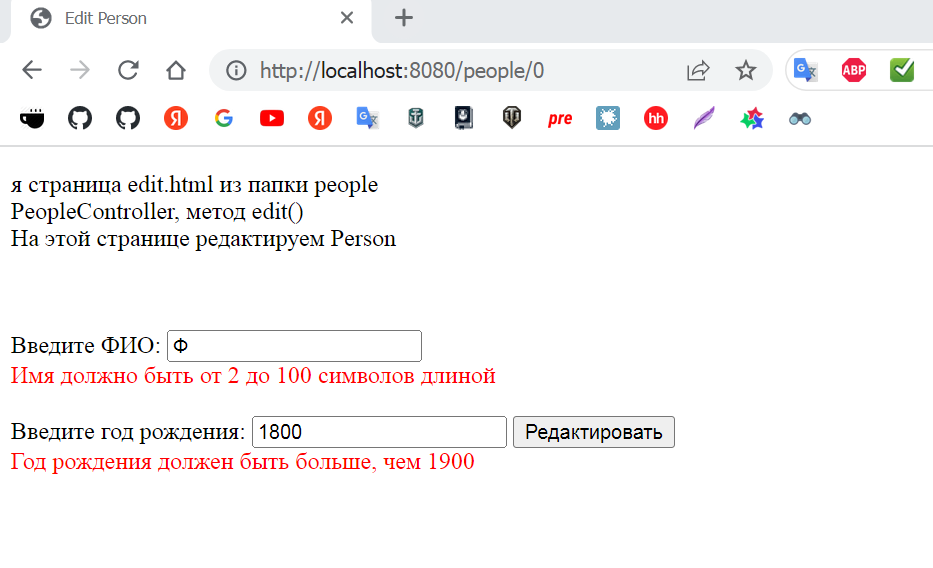 Edit Person
http://localhost:8080/people/0
ABP
Я
G
Я
pre
hh
я страница edit.html из папки people
PeopleController, метод edit()
На этой странице редактируем Person
Введите ФИО: Ф
Имя должно быть от 2 до 100 символов длиной
Введите год рождения: 1800 Редактировать
Год рождения должен быть больше, чем 1900